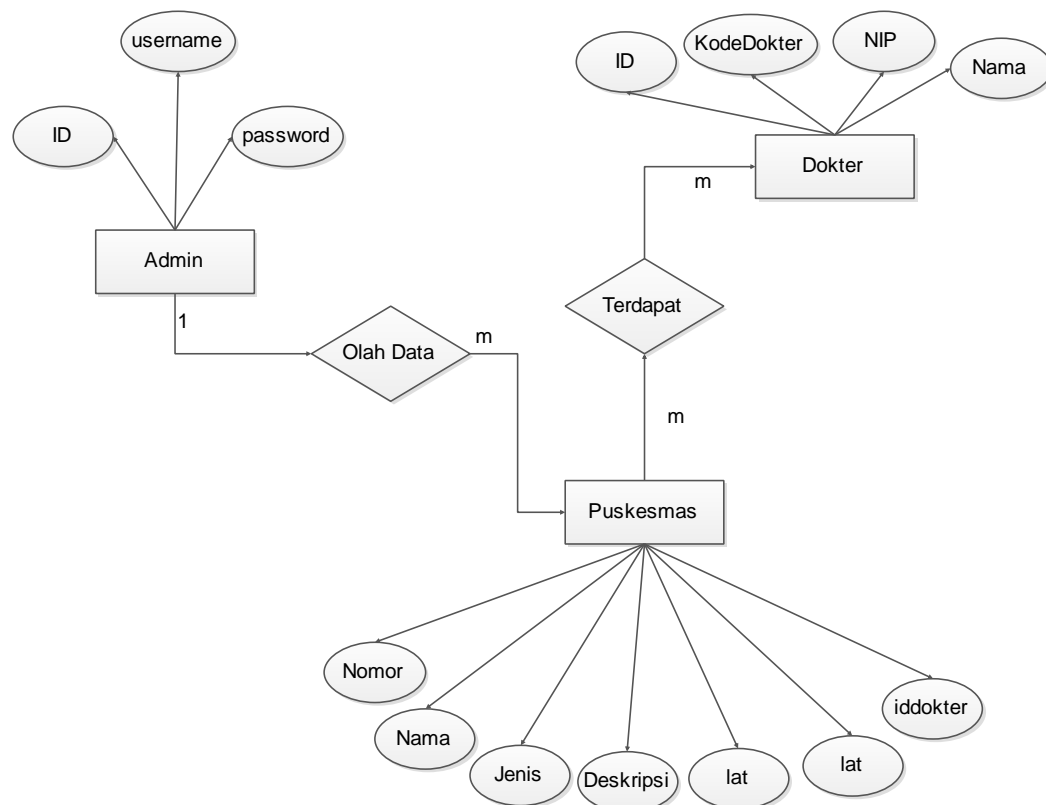 username
ID
password
Admin
1
Olah Data
m
ID
KodeDokter
NIP
Nama
Dokter
m
Terdapat
m
Puskesmas
Nomor
Nama
Jenis
Deskripsi
lat
lat
iddokter